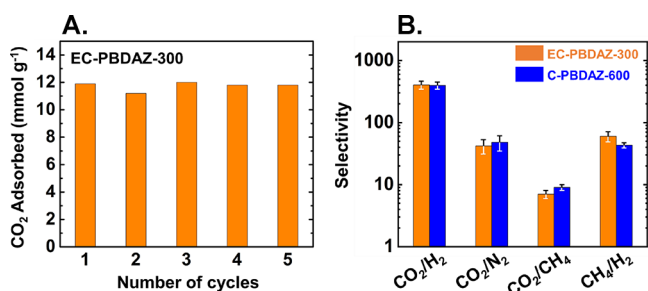 A.
EC-PBDAZ-300
CO₂ Adsorbed (mmol g⁻¹)
14
12
10
8
6
4
2
0
1 2 3 4 5
Number of cycles
B.
EC-PBDAZ-300
C-PBDAZ-600
Selectivity
1000
100
10
1
CO₂/H₂
CO₂/N₂
CO₂/CH₄
CH₄/H₂